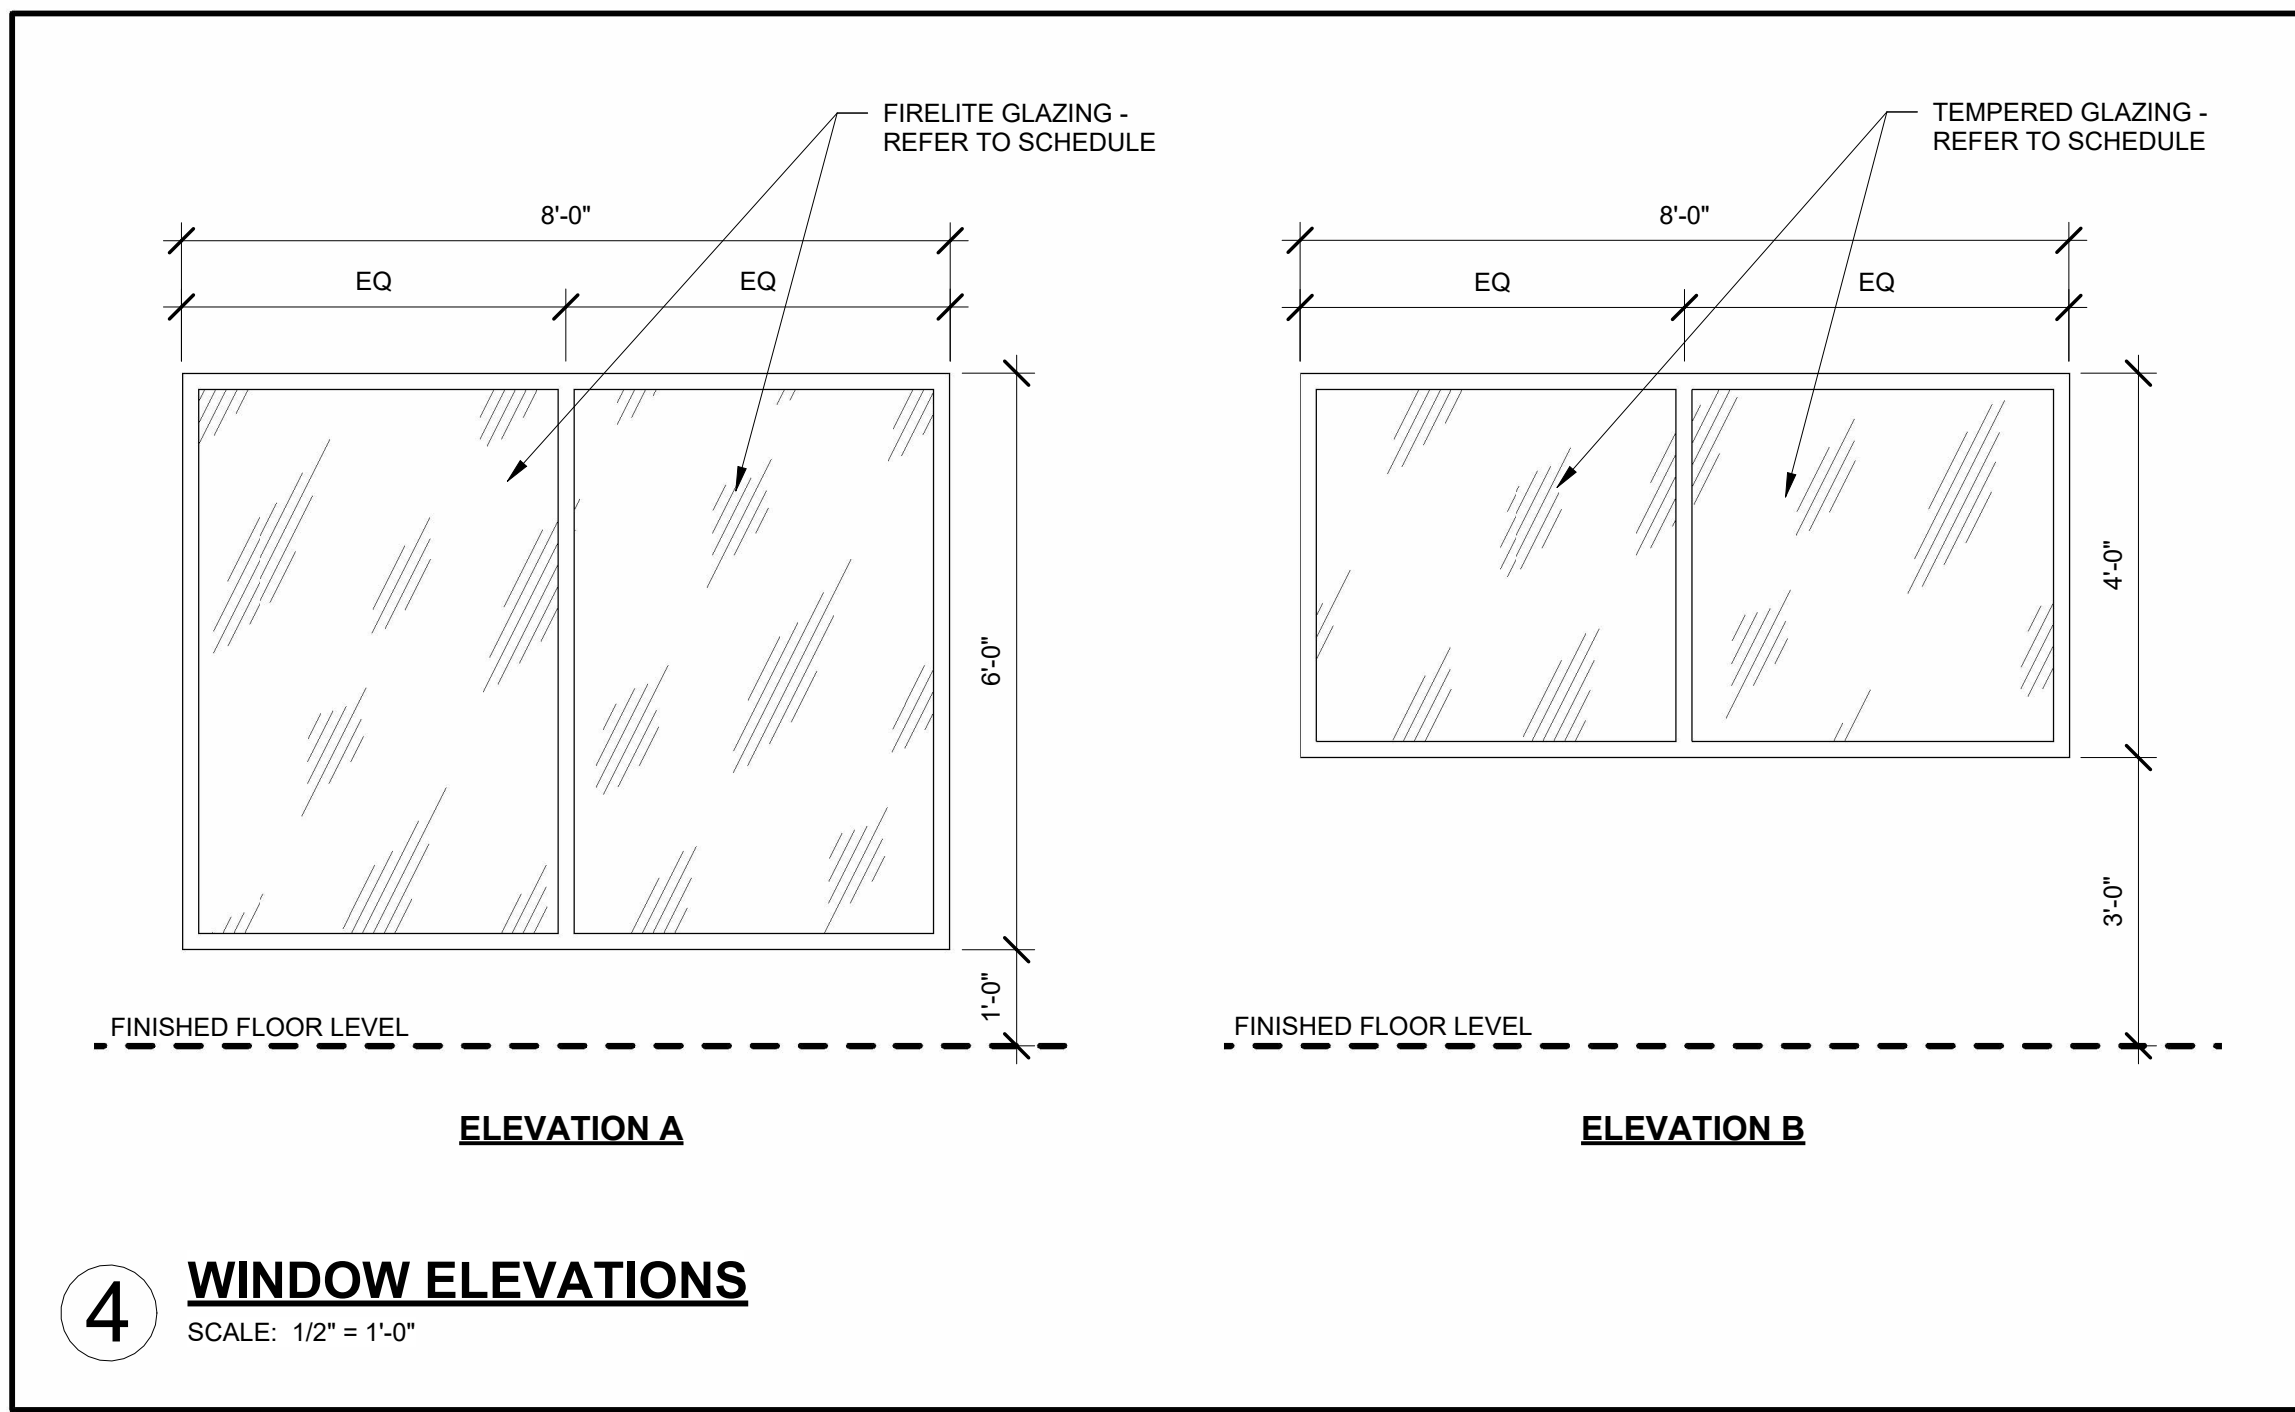 FIRELITE GLAZING -
REFER TO SCHEDULE
8'-0"
EQ
EQ
6'-0"
1'-0"
FINISHED FLOOR LEVEL
ELEVATION A
TEMPERED GLAZING -
REFER TO SCHEDULE
8'-0"
EQ
EQ
4'-0"
3'-0"
FINISHED FLOOR LEVEL
ELEVATION B
4
WINDOW ELEVATIONS
SCALE: 1/2" = 1'-0"